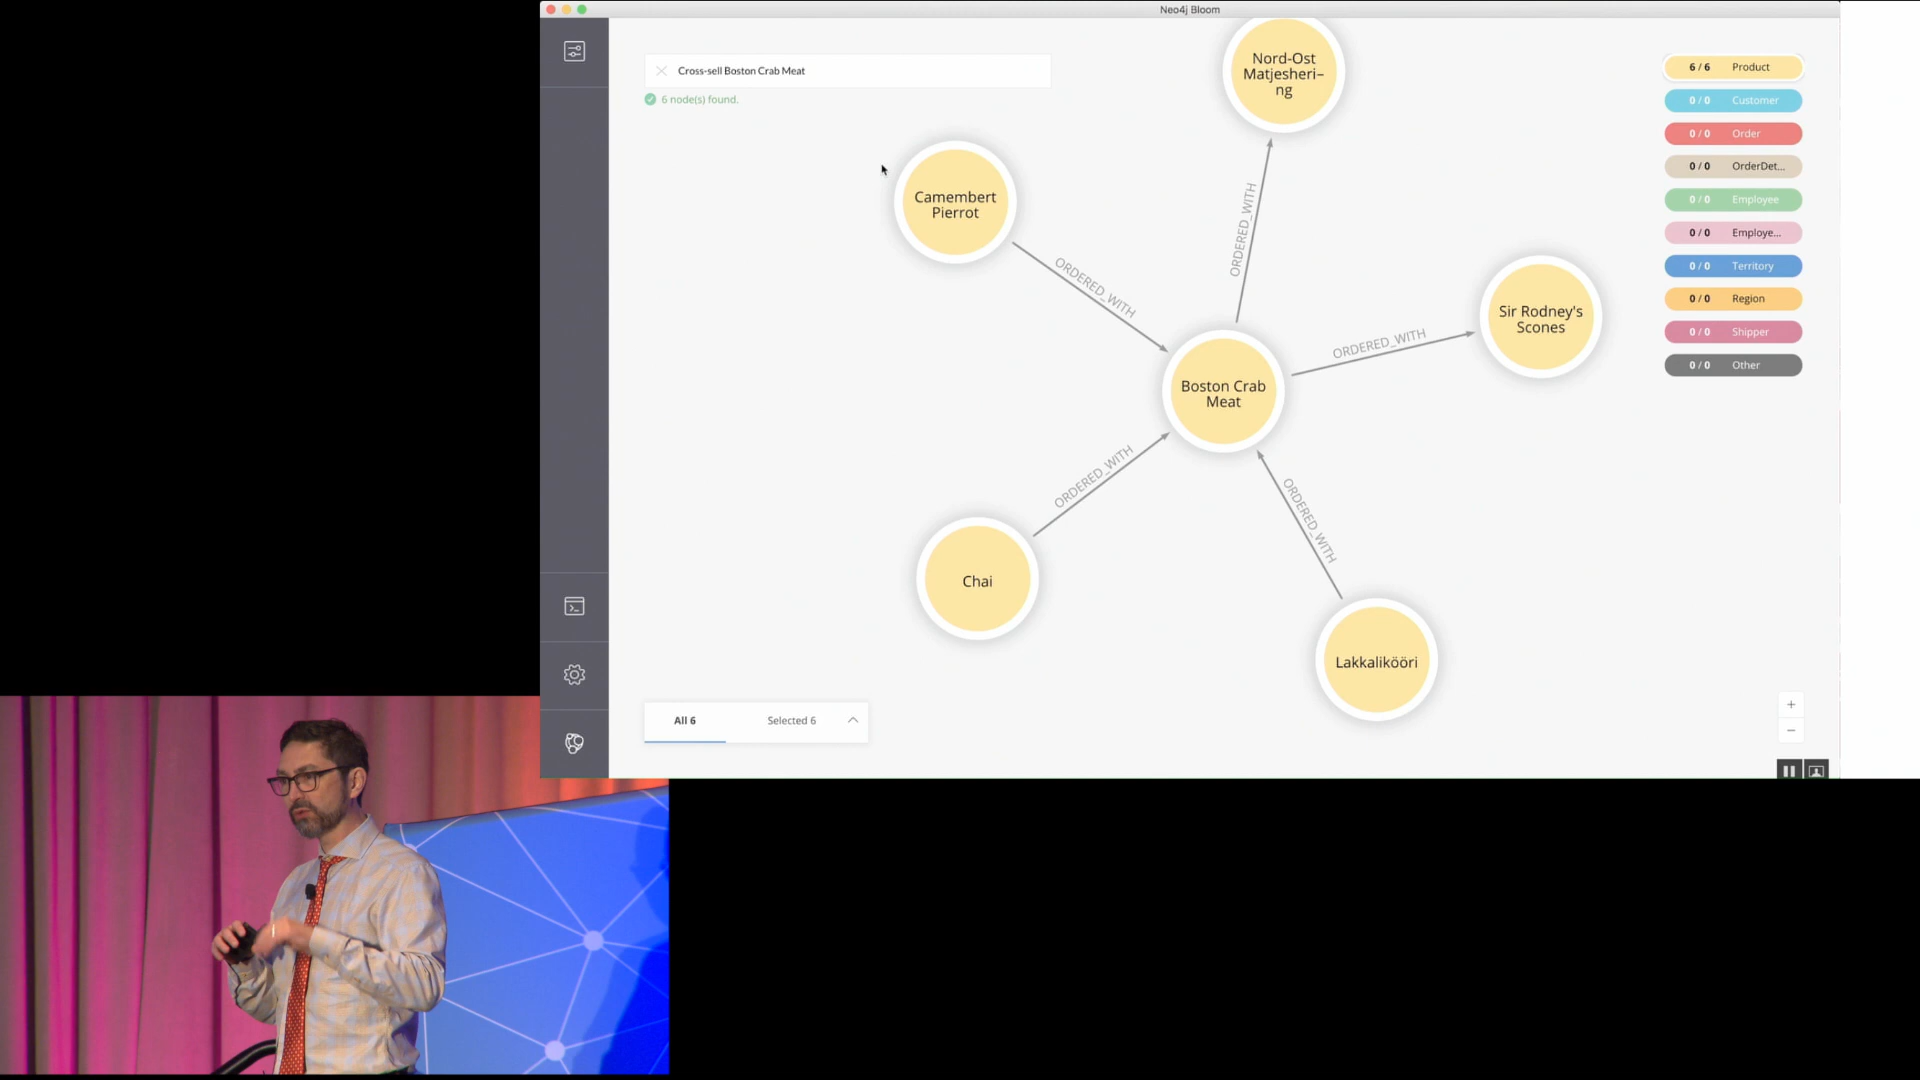 Neo4j Bloom
Cross-sell Boston Crab Meat
6 node(s) found.
Nord-Ost
Matjesheri–
ng
Camembert
Pierrot
Sir Rodney's
Scones
Boston Crab
Meat
Chai
Lakkalikööri
ORDERED_WITH
ORDERED_WITH
ORDERED_WITH
ORDERED_WITH
ORDERED_WITH
6 / 6 Product
0 / 0 Customer
0 / 0 Order
0 / 0 OrderDet...
0 / 0 Employee
0 / 0 Employe...
0 / 0 Territory
0 / 0 Region
0 / 0 Shipper
0 / 0 Other
All 6
Selected 6